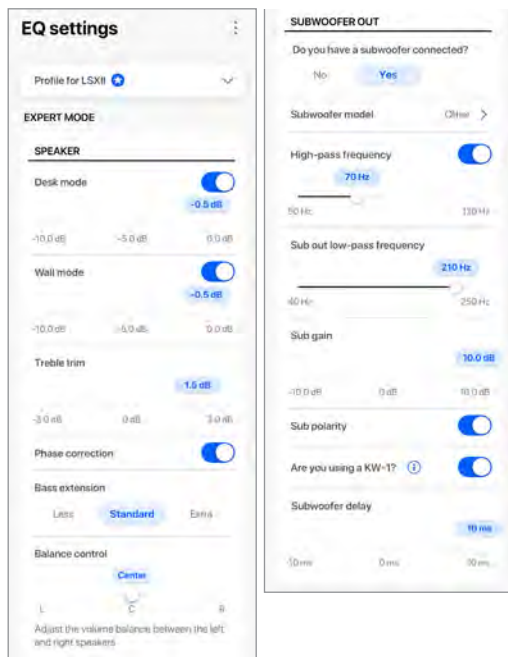 EQ settings
Profile for LSXII
EXPERT MODE
SPEAKER
Desk mode
-0.5 dB
-10.0 dB -5.0 dB 0.0 dB
Wall mode
-0.5 dB
-10.0 dB -5.0 dB 0.0 dB
Treble trim
1.5 dB
-3.0 dB 0 dB 3.0 dB
Phase correction
Bass extension
Less Standard Extra
Balance control
Center
L C R
Adjust the volume balance between the left
and right speakers
SUBWOOFER OUT
Do you have a subwoofer connected?
No Yes
Subwoofer model Other
High-pass frequency
70 Hz
50 Hz 120 Hz
Sub out low-pass frequency
210 Hz
40 Hz 250 Hz
Sub gain
10.0 dB
-10.0 dB 0 dB 10.0 dB
Sub polarity
Are you using a KW-1?
Subwoofer delay
10 ms
-10 ms 0 ms 10 ms